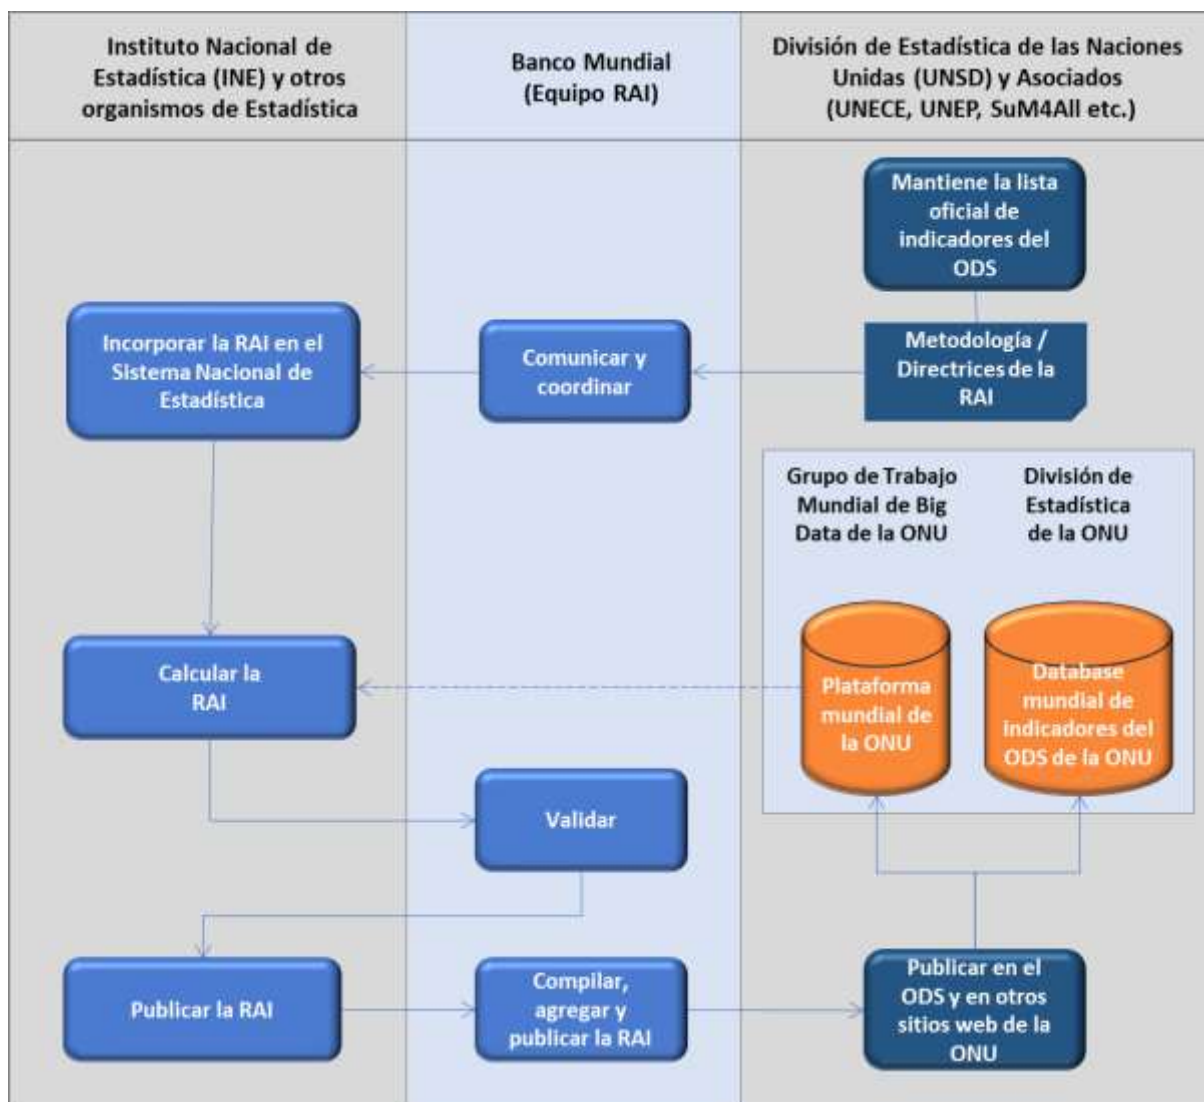 Instituto Nacional de
Estadística (INE) y otros
organismos de Estadística
Banco Mundial
(Equipo RAI)
División de Estadística de las Naciones
Unidas (UNSD) y Asociados
(UNECE, UNEP, SuM4All etc.)
Mantiene la lista
oficial de
indicadores del
ODS
Incorporar la RAI en el
Sistema Nacional de
Estadística
Comunicar y
coordinar
Metodología /
Directrices de la
RAI
Grupo de Trabajo
Mundial de Big
Data de la ONU
División de
Estadística
de la ONU
Calcular la
RAI
Plataforma
mundial de
la ONU
Database
mundial de
indicadores del
ODS de la ONU
Validar
Publicar la RAI
Compilar,
agregar y
publicar la RAI
Publicar en el
ODS y en otros
sitios web de la
ONU